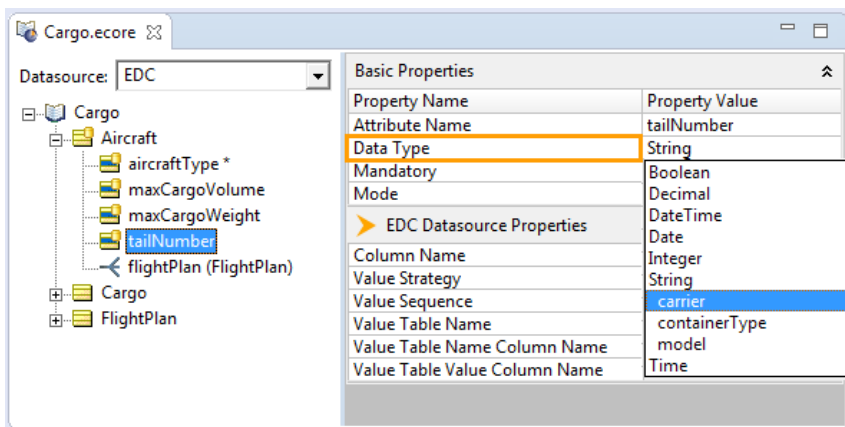 Cargo.ecore
Datasource: EDC
Cargo
Aircraft
aircraftType *
maxCargoVolume
maxCargoWeight
tailNumber
flightPlan (FlightPlan)
Cargo
FlightPlan
Basic Properties
Property Name Property Value
Attribute Name tailNumber
Data Type String
Mandatory
Mode
EDC Datasource Properties
Column Name
Value Strategy
Value Sequence
Value Table Name
Value Table Name Column Name
Value Table Value Column Name
Boolean
Decimal
DateTime
Date
Integer
String
carrier
containerType
model
Time